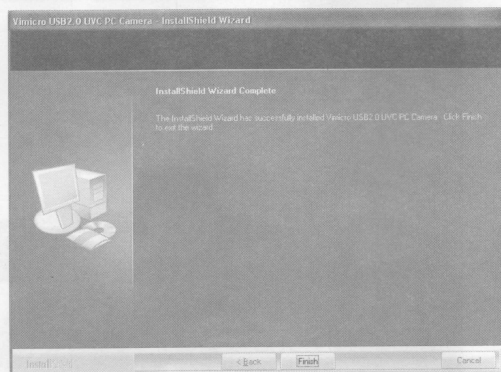 Vimicro USB2.0 UVC PC Camera - InstallShield Wizard
InstallShield Wizard Complete
The InstallShield Wizard has successfully installed Vimicro USB2.0 UVC PC Camera. Click Finish
to exit the wizard.
< Back
Finish
Cancel